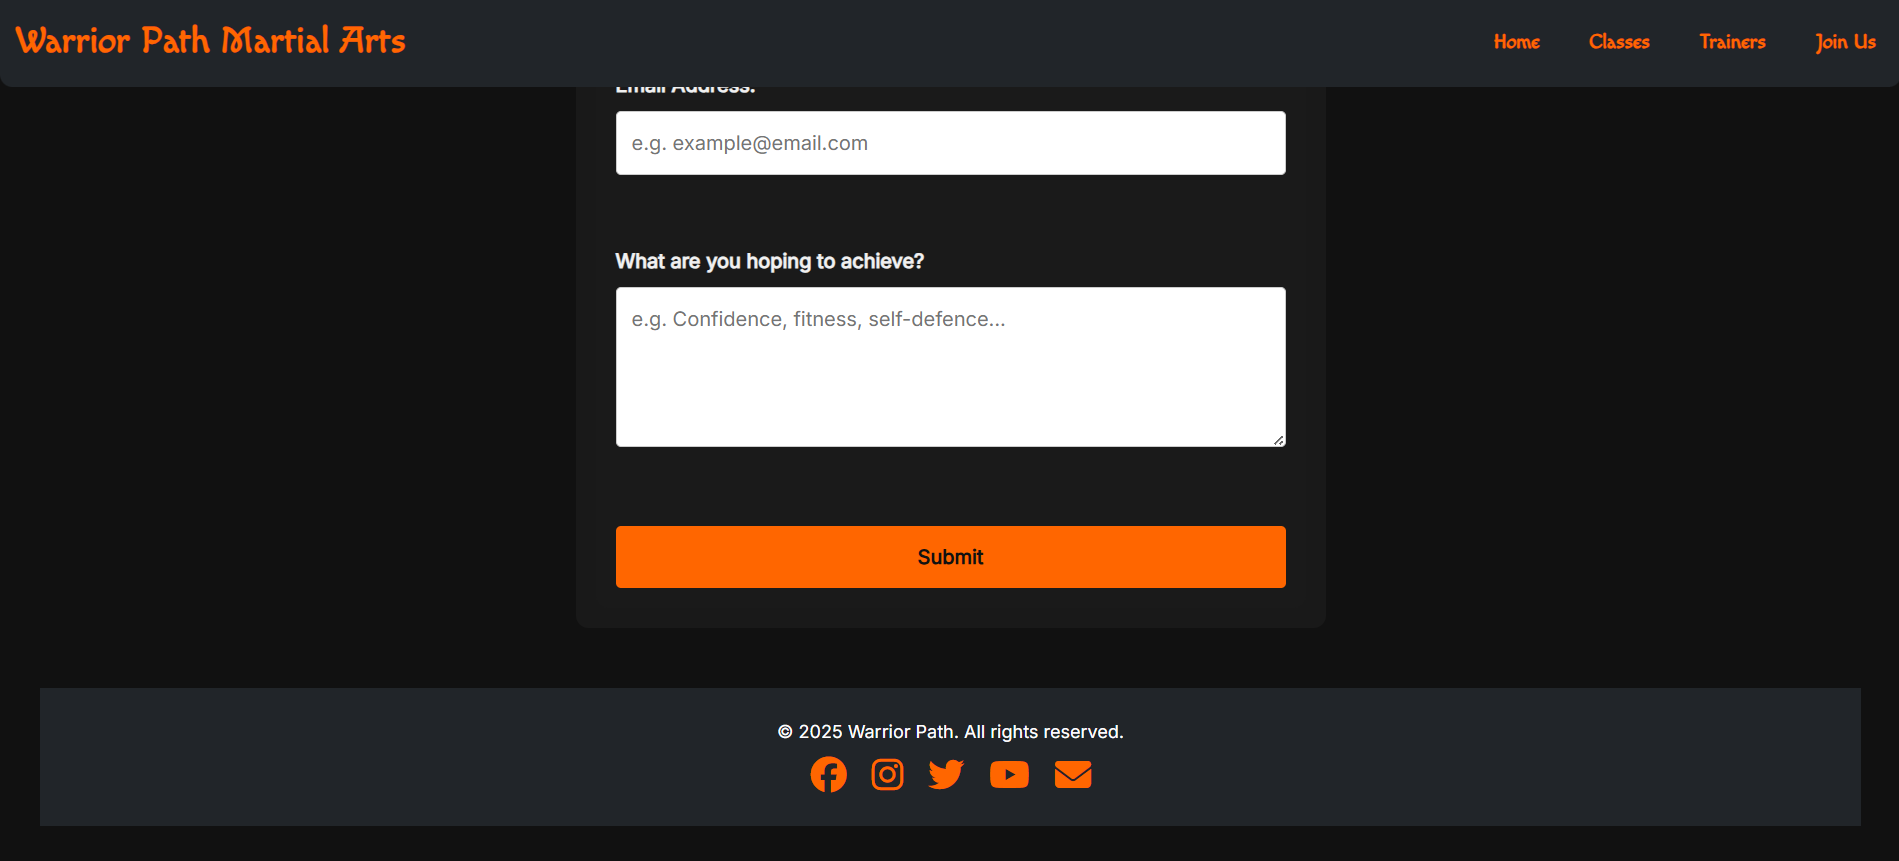 Warrior Path Martial Arts
Home Classes Trainers Join Us
Email Address:
e.g. example@email.com
What are you hoping to achieve?
e.g. Confidence, fitness, self-defence...
Submit
© 2025 Warrior Path. All rights reserved.